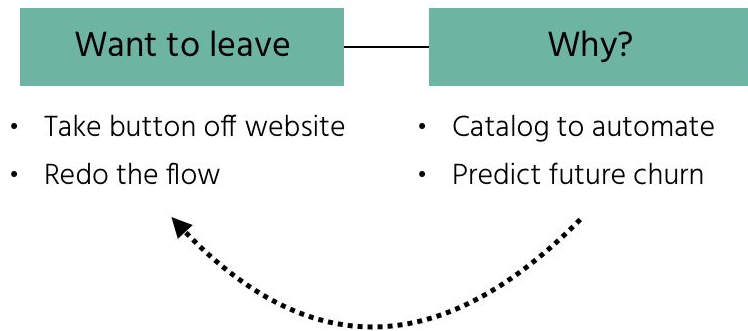 Want to leave
Why?
• Take button off website
• Redo the flow
• Catalog to automate
• Predict future churn